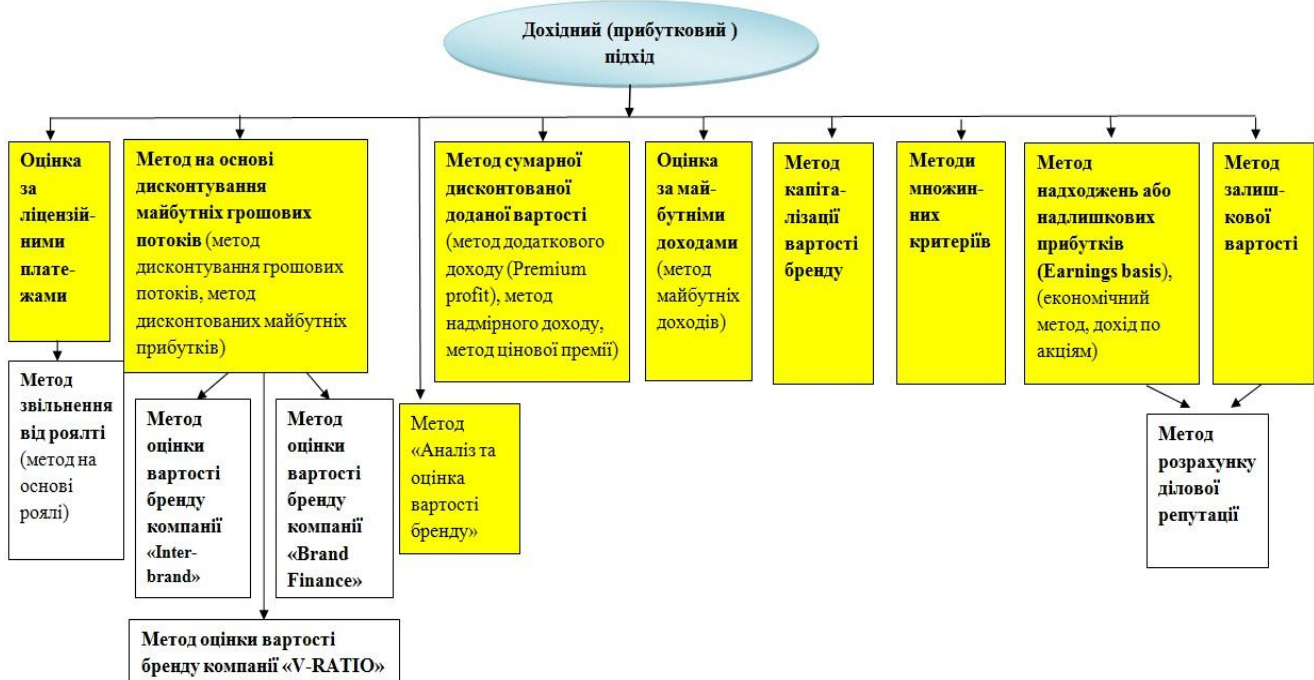 Дохідний (прибутковий )
підхід
Оцінка
за
ліцензій-
ними
плате-
жами
Метод на основі
дисконтування
майбутніх грошових
потоків (метод
дисконтування грошових
потоків, метод
дисконтованих майбутніх
прибутків)
Метод сумарної
дисконтованої
доданої вартості
(метод додаткового
доходу (Premium
profit), метод
надмірного доходу,
метод цінової премії)
Оцінка
за май-
бутніми
доходами
(метод
майбутніх
доходів)
Метод
капіта-
лізації
вартості
бренду
Методи
множин-
них
критеріїв
Метод
надходжень або
надлишкових
прибутків
(Earnings basis),
(економічний
метод, дохід по
акціям)
Метод
залиш-
кової
вартості
Метод
звільнення
від роялті
(метод на
основі
роялі)
Метод
оцінки
вартості
бренду
компанії
«Inter-
brand»
Метод
оцінки
вартості
бренду
компанії
«Brand
Finance»
Метод
«Аналіз та
оцінка
вартості
бренду»
Метод
розрахунку
ділової
репутації
Метод оцінки вартості
бренду компанії «V-RATIO»